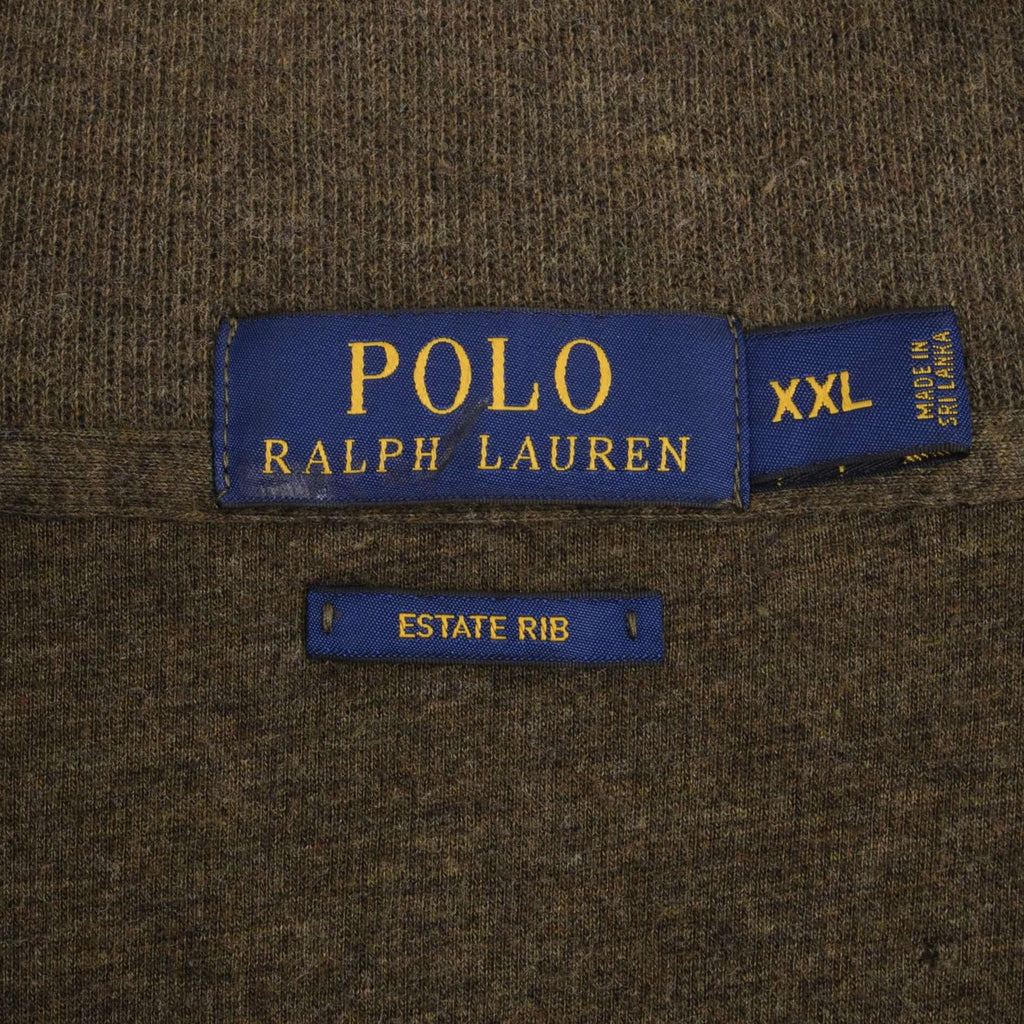 POLO
RALPH LAUREN
XXL
MADE IN
SRI LANKA
ESTATE RIB